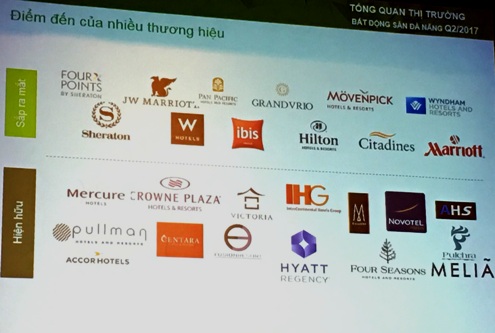 TỔNG QUAN THỊ TRƯỜNG
BẤT ĐỘNG SẢN ĐÀ NẴNG Q2/2017
Điểm đến của nhiều thương hiệu
Sắp ra mắt
FOUR POINTS
BY SHERATON
JW MARRIOTT
PAN PACIFIC
GRANDVRIO
MÖVENPICK
HOTELS & RESORTS
WYNDHAM
HOTELS AND
RESORTS
Sheraton
W
HOTELS
ibis
Hilton
HOTELS & RESORTS
Citadines
Marriott
Hiện hữu
Mercure
HOTELS
CROWNE PLAZA
HOTELS & RESORTS
VICTORIA
IHG
InterContinental Hotels Group
M
NOVOTEL
AHS
pullman
HOTELS AND RESORTS
CENTARA
ACCOR HOTELS
HYATT
REGENCY
FOUR SEASONS
HOTELS AND RESORTS
Pulchra
MELIÃ